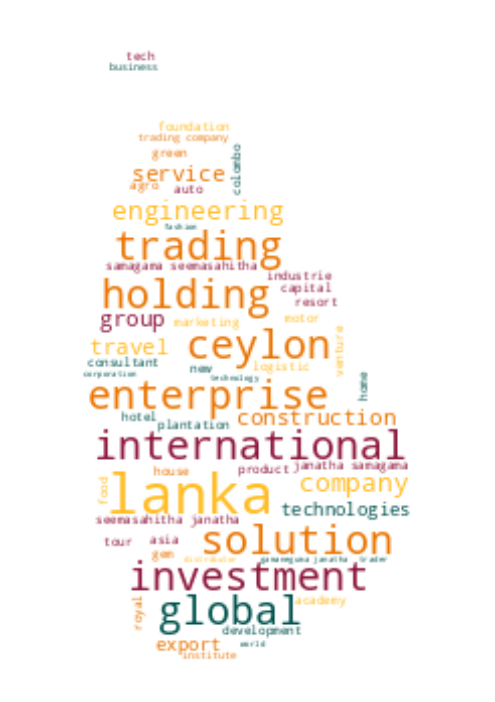 tech
business
foundation
trading company
green
colombo
service
agro
auto
engineering
fashion
trading
samagama seemasahitha
industrie
holding
capital
resort
group
marketing
motor
travel
ceylon
venture
consultant
new
logistic
corporation
technology
home
enterprise
hotel
plantation
construction
international
house
product
janatha samagama
food
lanka
company
technologies
seemasahitha janatha
tour
asia
solution
gem
distributor
trader
investment
royal
global
academy
development
export
world
institute